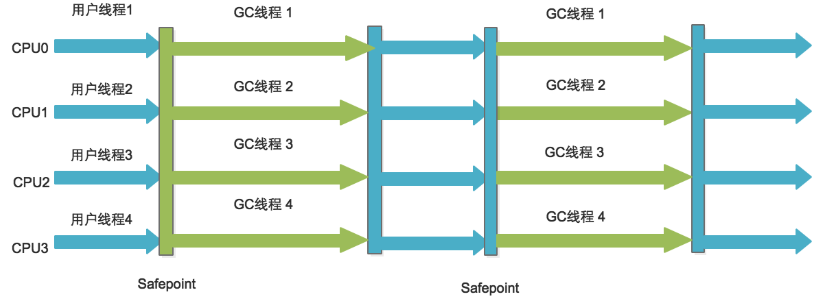 用户线程1
GC线程 1
GC线程 1
CPU0
用户线程2
GC线程 2
GC线程 2
CPU1
用户线程3
GC线程 3
GC线程 3
CPU2
用户线程4
GC线程 4
GC线程 4
CPU3
Safepoint
Safepoint